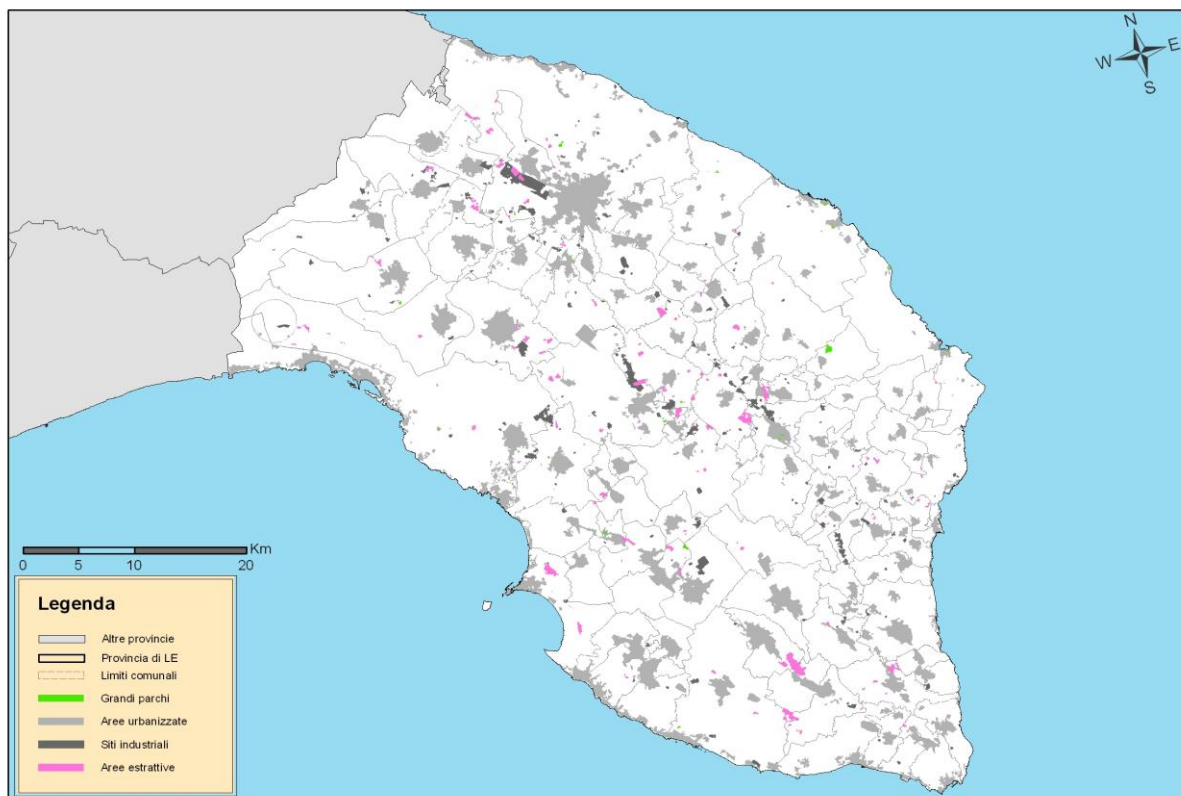 N
W E
S
Km
0 5 10 20
Legenda
Altre provincie
Provincia di LE
Limiti comunali
Grandi parchi
Aree urbanizzate
Siti industriali
Aree estrattive